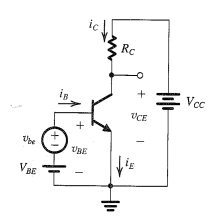 i_C
R_C
i_B
+
+
v_CE
V_CC
v_be
+
−
v_BE
−
V_BE
−
i_E